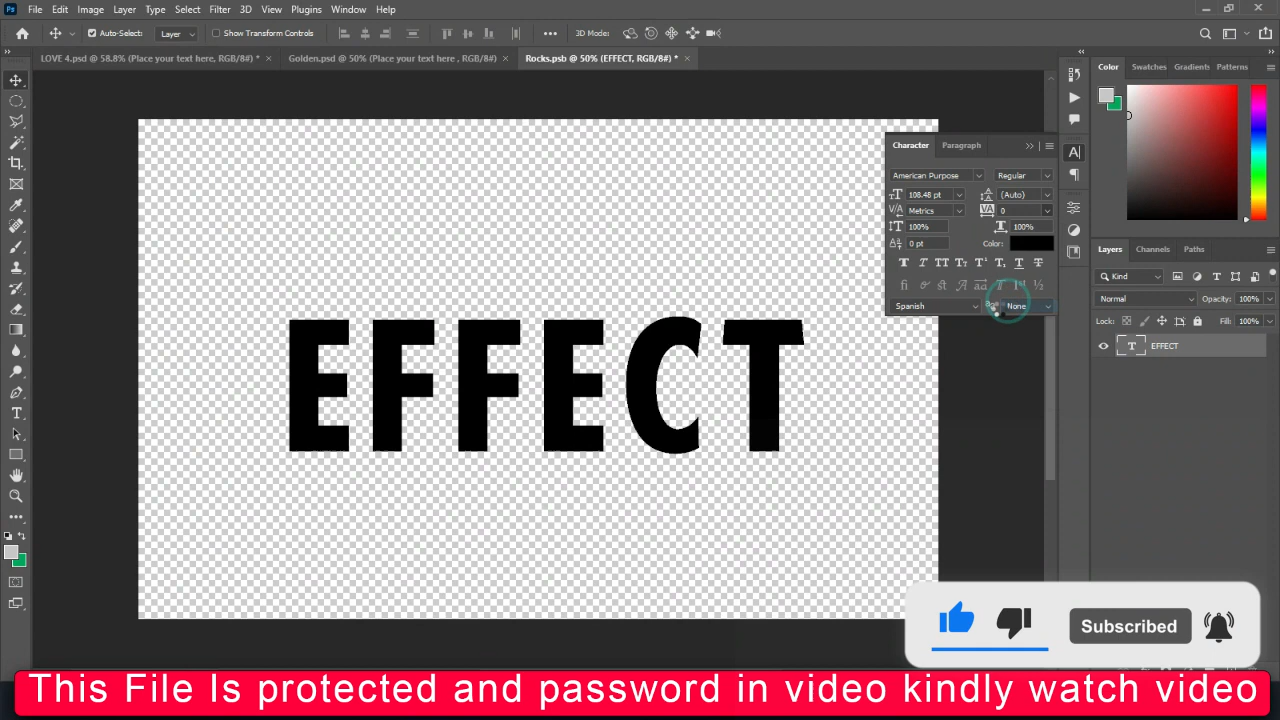 Ps File Edit Image Layer Type Select Filter 3D View Plugins Window Help
Auto-Select: Layer Show Transform Controls 3D Mode:
LOVE 4.psd @ 58.8% (Place your text here, RGB/8#) * × Golden.psd @ 50% (Place your text here , RGB/8#) × Rocks.psb @ 50% (EFFECT, RGB/8#) * ×
Color Swatches Gradients Patterns
Character Paragraph
American Purpose Regular
108.48 pt (Auto)
Metrics 0
100% 100%
0 pt Color:
Spanish None
Layers Channels Paths
Kind
Normal Opacity: 100%
Lock: Fill: 100%
EFFECT
EFFECT
Subscribed
This File Is protected and password in video kindly watch video